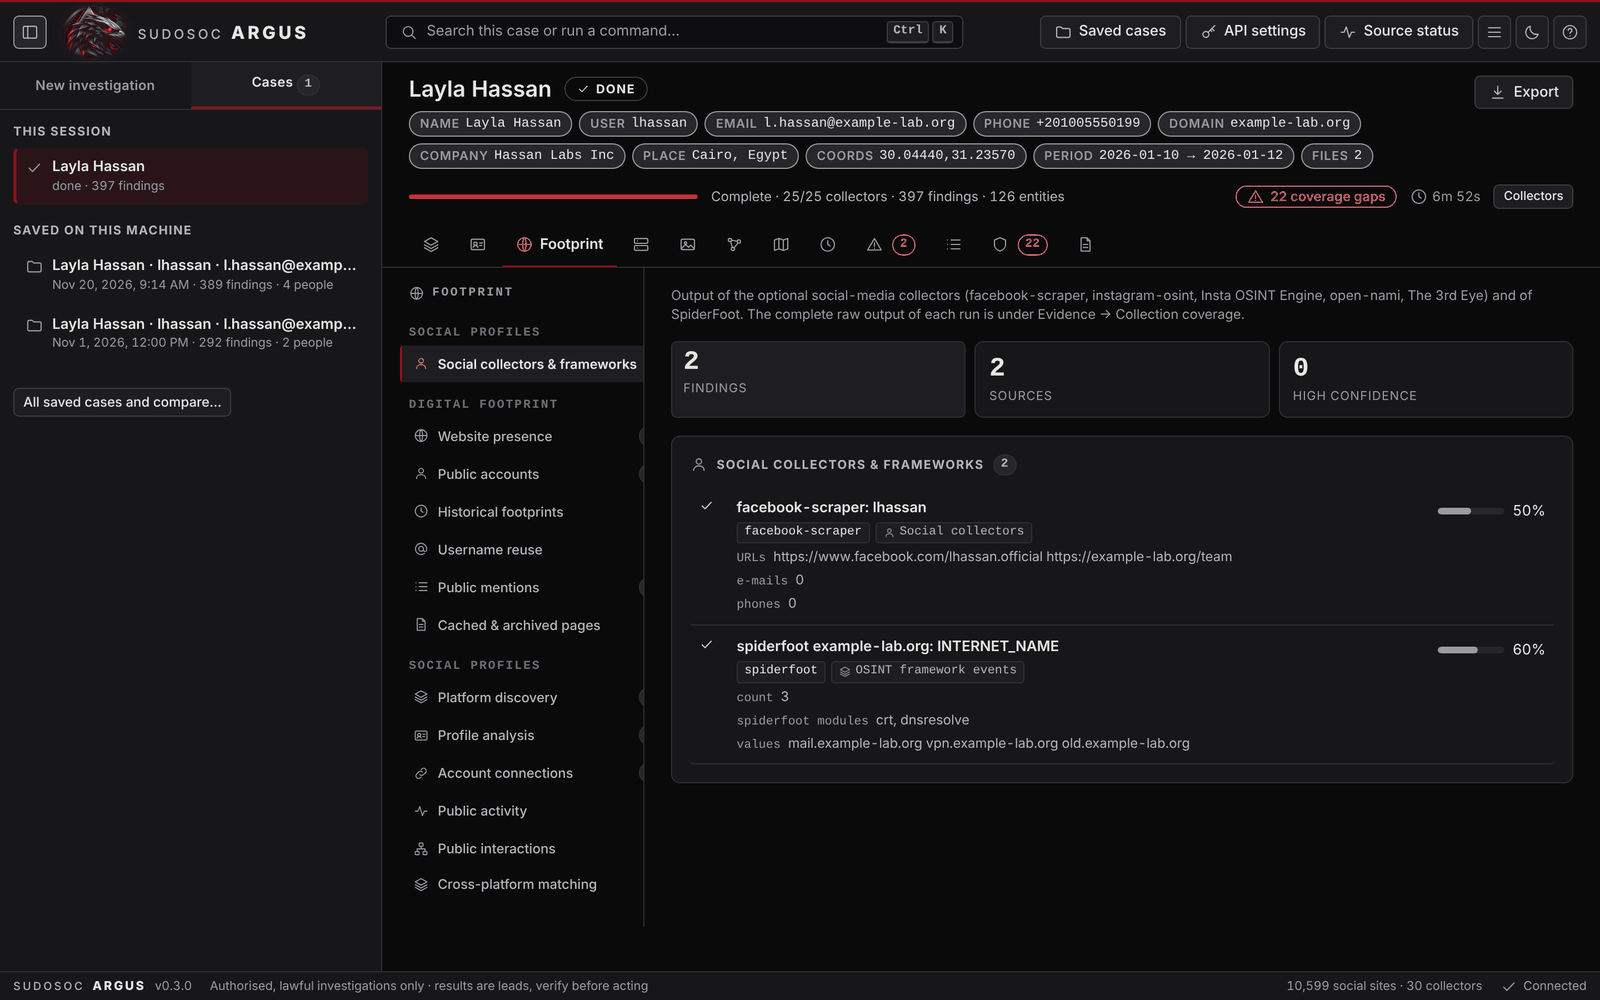 SUDOSOC ARGUS
Search this case or run a command...
Ctrl K
Saved cases
API settings
Source status
New investigation
Cases 1
THIS SESSION
Layla Hassan
done · 397 findings
SAVED ON THIS MACHINE
Layla Hassan · lhassan · l.hassan@examp...
Nov 20, 2026, 9:14 AM · 389 findings · 4 people
Layla Hassan · lhassan · l.hassan@examp...
Nov 1, 2026, 12:00 PM · 292 findings · 2 people
All saved cases and compare...
Layla Hassan
DONE
Export
NAME Layla Hassan
USER lhassan
EMAIL l.hassan@example-lab.org
PHONE +201005550199
DOMAIN example-lab.org
COMPANY Hassan Labs Inc
PLACE Cairo, Egypt
COORDS 30.04440,31.23570
PERIOD 2026-01-10 → 2026-01-12
FILES 2
Complete · 25/25 collectors · 397 findings · 126 entities
22 coverage gaps
6m 52s
Collectors
Footprint
2
22
FOOTPRINT
SOCIAL PROFILES
Social collectors & frameworks
DIGITAL FOOTPRINT
Website presence
Public accounts
Historical footprints
Username reuse
Public mentions
Cached & archived pages
SOCIAL PROFILES
Platform discovery
Profile analysis
Account connections
Public activity
Public interactions
Cross-platform matching
Output of the optional social-media collectors (facebook-scraper, instagram-osint, Insta OSINT Engine, open-nami, The 3rd Eye) and of
SpiderFoot. The complete raw output of each run is under Evidence → Collection coverage.
2
FINDINGS
2
SOURCES
0
HIGH CONFIDENCE
SOCIAL COLLECTORS & FRAMEWORKS 2
facebook-scraper: lhassan
50%
facebook-scraper
Social collectors
URLs https://www.facebook.com/lhassan.official https://example-lab.org/team
e-mails 0
phones 0
spiderfoot example-lab.org: INTERNET_NAME
60%
spiderfoot
OSINT framework events
count 3
spiderfoot modules crt, dnsresolve
values mail.example-lab.org vpn.example-lab.org old.example-lab.org
SUDOSOC ARGUS v0.3.0 Authorised, lawful investigations only · results are leads, verify before acting
10,599 social sites · 30 collectors
Connected